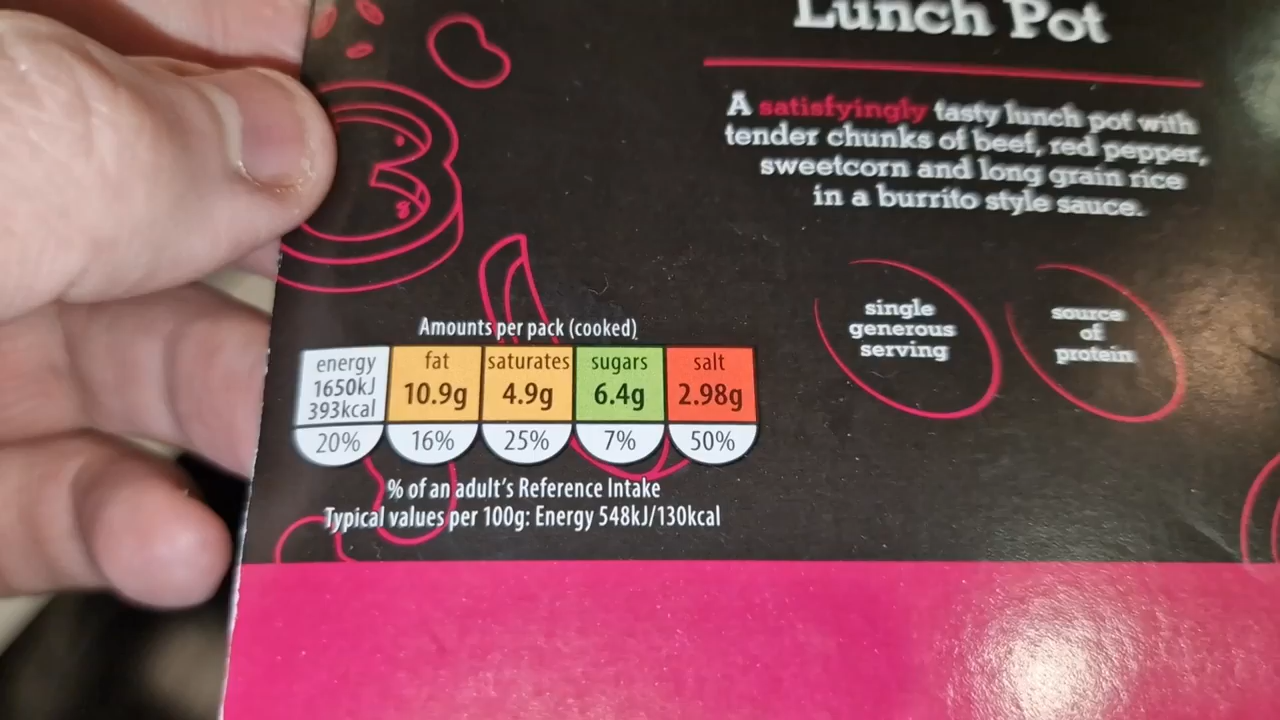 Lunch Pot
A satisfyingly tasty lunch pot with
tender chunks of beef, red pepper,
sweetcorn and long grain rice
in a burrito style sauce.
single
generous
serving
source
of
protein
Amounts per pack (cooked)
energy
1650kJ
393kcal
20%
fat
10.9g
16%
saturates
4.9g
25%
sugars
6.4g
7%
salt
2.98g
50%
% of an adult's Reference Intake
Typical values per 100g: Energy 548kJ/130kcal